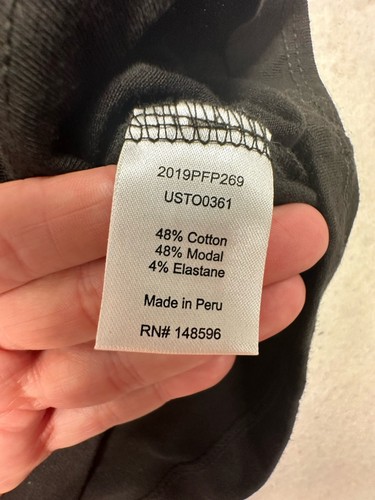 2019PFP269
USTO0361
48% Cotton
48% Modal
4% Elastane
Made in Peru
RN# 148596